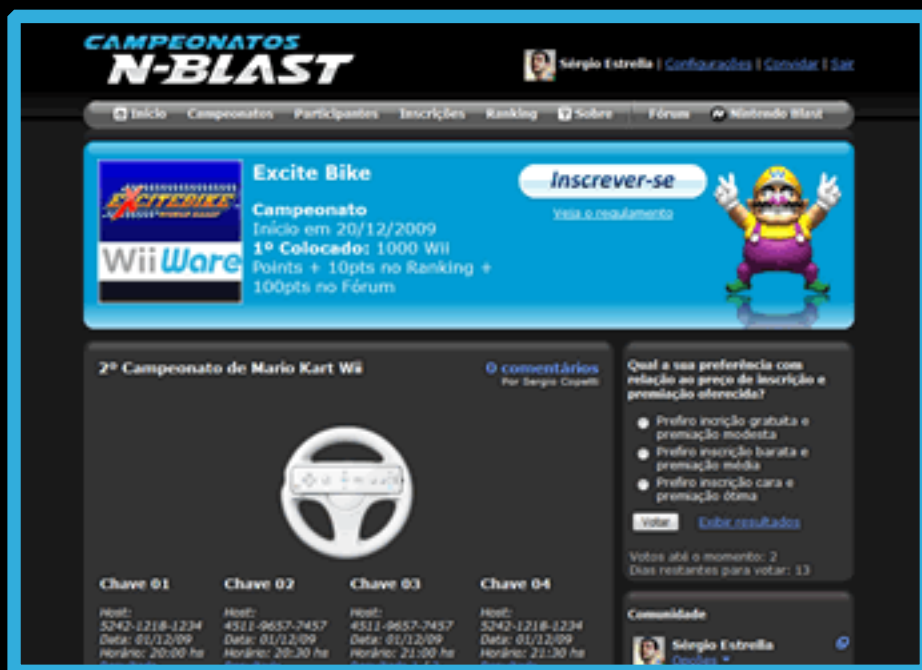 CAMPEONATOS
N-BLAST
Sérgio Estrella | Configurações | Convidar | Sair
Início Campeonatos Participantes Inscrições Ranking Sobre Fórum Nintendo Blast
EXCITEBIKE
WiiWare
Excite Bike
Campeonato
Início em 20/12/2009
1º Colocado: 1000 Wii
Points + 10pts no Ranking +
100pts no Fórum
Inscrever-se
Veja o regulamento
2º Campeonato de Mario Kart Wii
0 comentários
Por Sergio
Chave 01
Host:
5242-1218-1234
Data: 01/12/09
Horário: 20:00 hs
Chave 02
Host:
4511-9657-7457
Data: 01/12/09
Horário: 20:30 hs
Chave 03
Host:
4511-9657-7457
Data: 01/12/09
Horário: 21:00 hs
Chave 04
Host:
5242-1218-1234
Data: 01/12/09
Horário: 21:30 hs
Qual a sua preferência com
relação ao preço de inscrição e
premiação oferecida?
Prefiro incrição gratuita e
premiação modesta
Prefiro inscrição barata e
premiação média
Prefiro inscrição cara e
premiação ótima
Votar Exibir resultados
Votos até o momento: 2
Dias restantes para votar: 13
Comunidade
Sérgio Estrella